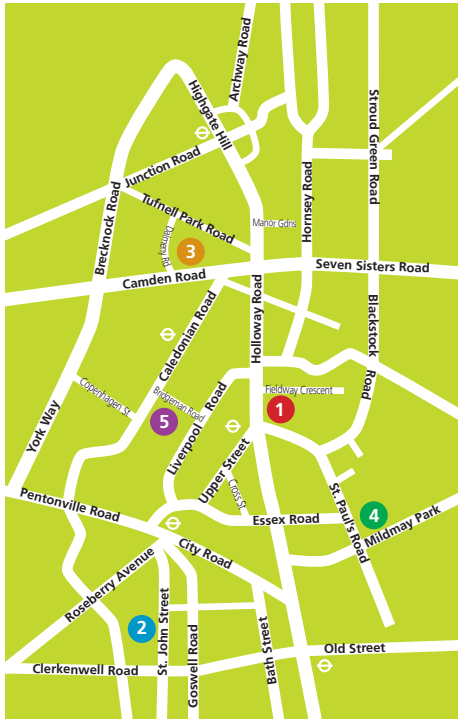 Archway Road
Highgate Hill
Stroud Green Road
Junction Road
Hornsey Road
Brecknock Road
Tufnell Park Road
Manor Gdns
Dalmeny Rd
3
Camden Road
Seven Sisters Road
Caledonian Road
Holloway Road
Blackstock
Road
Copenhagen St.
Bridgeman Road
Fieldway Crescent
1
5
York Way
Liverpool Road
Upper Street
Cross St.
St. Paul's Road
Pentonville Road
Essex Road
4
Mildmay Park
City Road
Roseberry Avenue
2
St. John Street
Goswell Road
Bath Street
Old Street
Clerkenwell Road